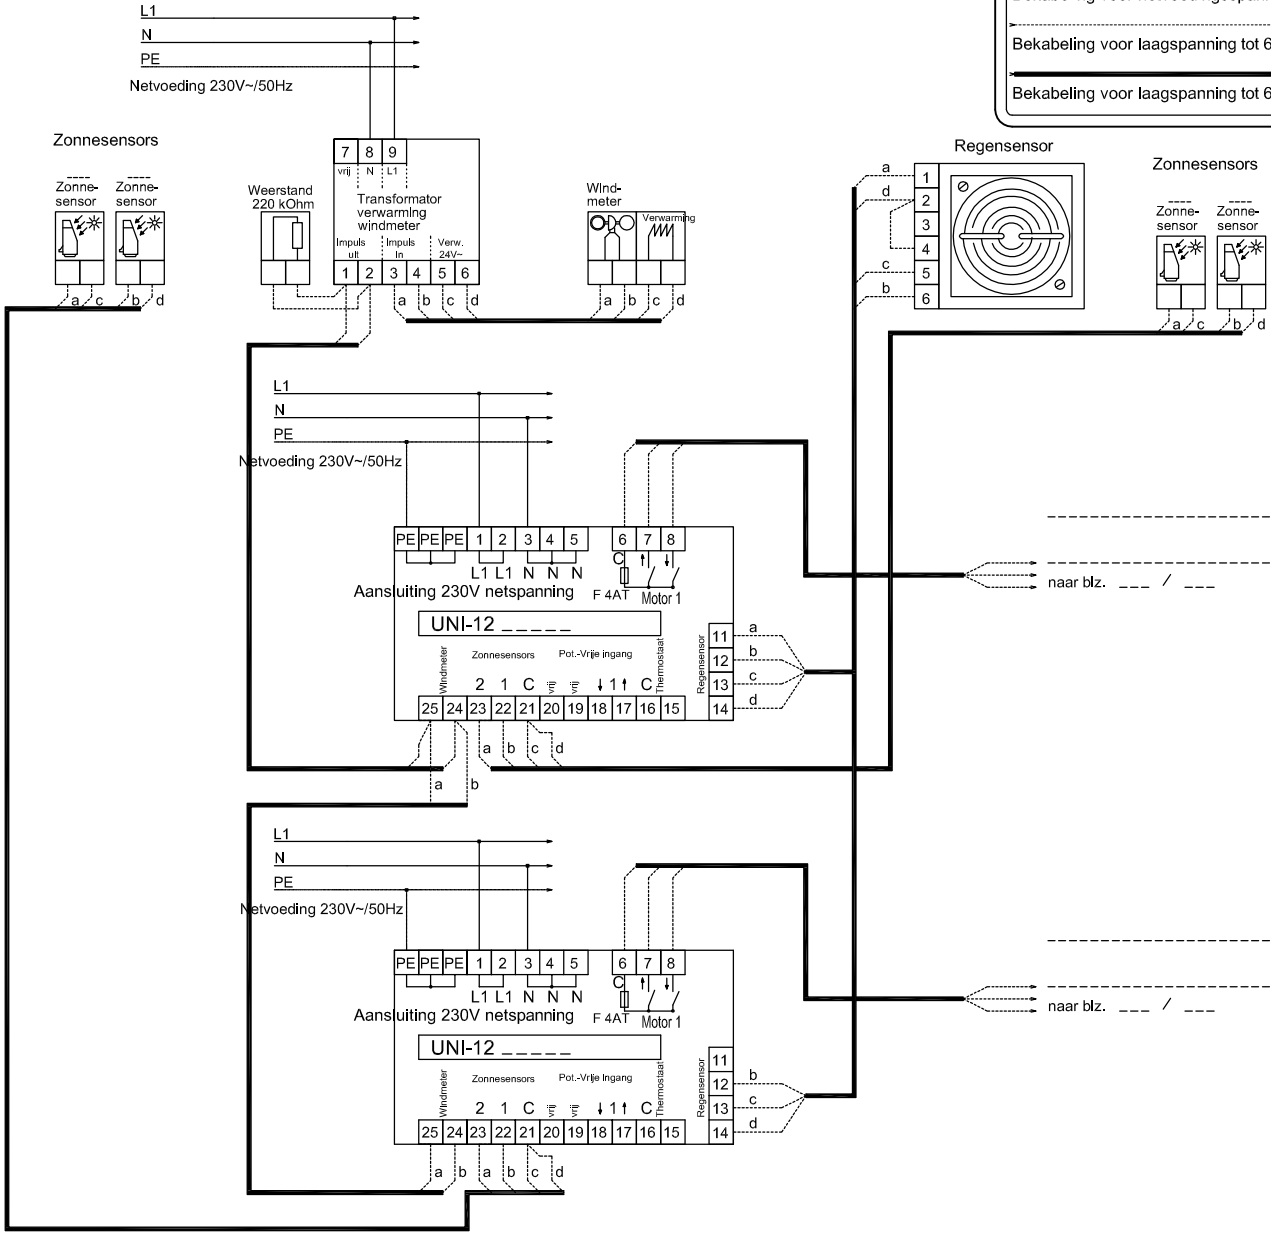 L1
N
PE
Netvoeding 230V~/50Hz
Bekabeling voor laagspanning tot 6
Bekabeling voor laagspanning tot 6
Zonnesensors
Zonne-
sensor
Zonne-
sensor
a c b d
Weerstand
220 kOhm
7 8 9
vrij N L1
Transformator
verwarming
windmeter
Impuls
uit
Impuls
In
Verw.
24V~
1 2 3 4 5 6
a b c d
Wind-
meter
Verwarming
a b c d
Regensensor
a 1
d 2
3
4
c 5
b 6
Zonnesensors
Zonne-
sensor
Zonne-
sensor
a c b d
L1
N
PE
Netvoeding 230V~/50Hz
PE PE PE 1 2 3 4 5 6 7 8
L1 L1 N N N
C
Aansluiting 230V netspanning
F 4AT Motor 1
UNI-12 _ _ _ _ _
Windmeter
Zonnesensors
Pot.-Vrije ingang
Thermostaat
Regensensor
2 1 C vrij vrij ↓ 1 ↑ C
25 24 23 22 21 20 19 18 17 16 15
11 a
12 b
13 c
14 d
a b c d
a b
naar blz. ___ / ___
L1
N
PE
Netvoeding 230V~/50Hz
PE PE PE 1 2 3 4 5 6 7 8
L1 L1 N N N
C
Aansluiting 230V netspanning
F 4AT Motor 1
UNI-12 _ _ _ _ _
Windmeter
Zonnesensors
Pot.-Vrije Ingang
Thermostaat
Regensensor
2 1 C vrij vrij ↓ 1 ↑ C
25 24 23 22 21 20 19 18 17 16 15
11
12 b
13 c
14 d
a b a b c d
naar blz. ___ / ___